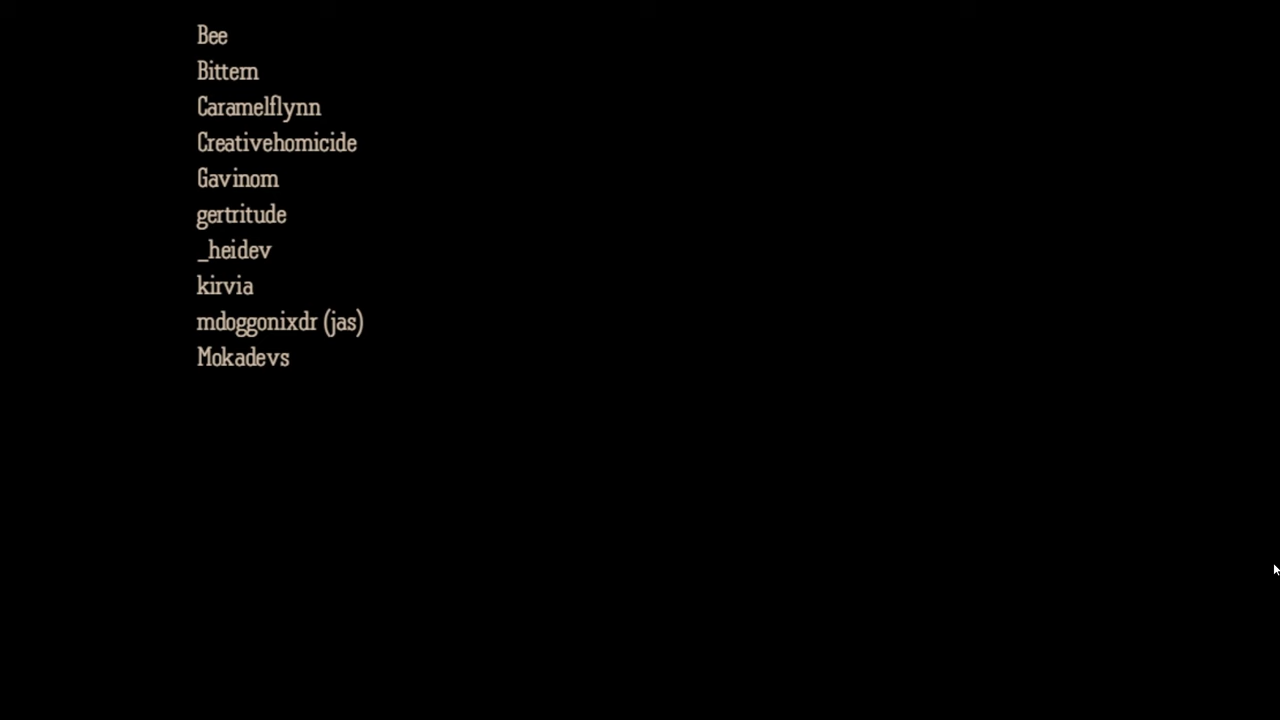 Bee
Bittern
Caramelflynn
Creativehomicide
Gavinom
gertritude
_heidev
kirvia
mdoggonixdr (jas)
Mokadevs